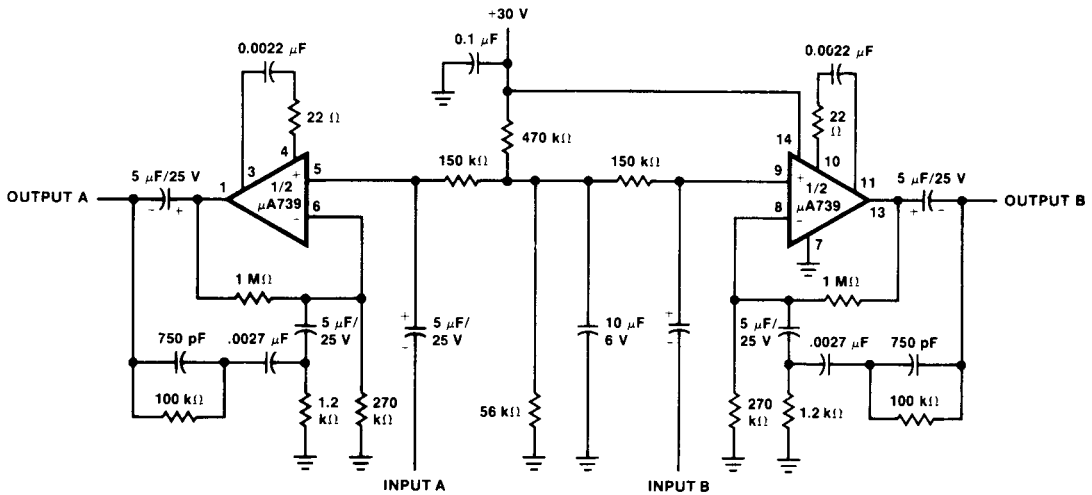 +30 V
0.1 μF
0.0022 μF
0.0022 μF
22 Ω
22
Ω
470 kΩ
14
4
10
3
150 kΩ
150 kΩ
5 μF/25 V
1
5
9
11
5 μF/25 V
OUTPUT A
+
1/2
μA739
-
- +
6
+
1/2
μA739
-
8
13
+ -
OUTPUT B
7
1 MΩ
1 MΩ
+
-
5 μF/
25 V
+
-
5 μF/
25 V
10 μF
6 V
5 μF/
25 V
750 pF
.0027 μF
.0027 μF
750 pF
100 kΩ
1.2
kΩ
270
kΩ
56 kΩ
270
kΩ
1.2 kΩ
100 kΩ
INPUT A
INPUT B